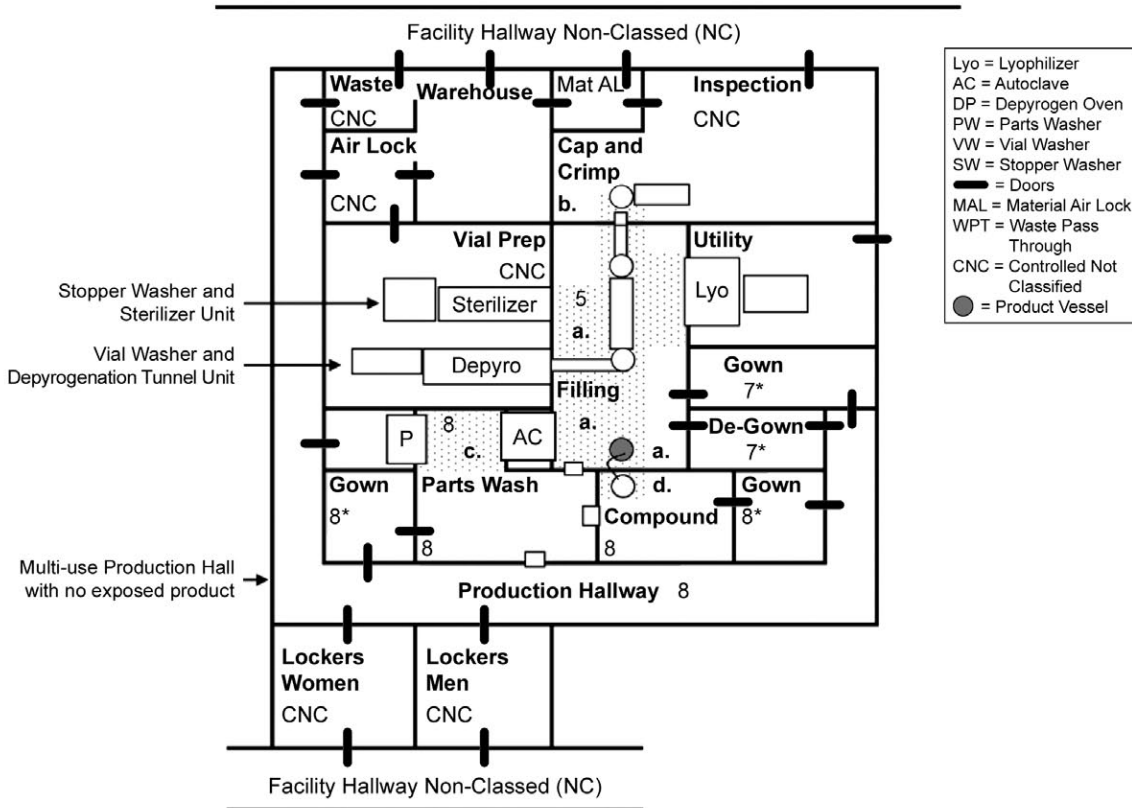 Facility Hallway Non-Classed (NC)
Waste
CNC
Warehouse
Mat AL
Inspection
CNC
Air Lock
CNC
Cap and
Crimp
b.
Vial Prep
CNC
Utility
Stopper Washer and
Sterilizer Unit
Sterilizer
5
a.
Lyo
Vial Washer and
Depyrogenation Tunnel Unit
Depyro
Filling
Gown
7*
P
8
c.
AC
a.
a.
De-Gown
7*
Gown
8*
Parts Wash
8
d.
Compound
8
Gown
8*
Multi-use Production Hall
with no exposed product
Production Hallway 8
Lockers
Women
CNC
Lockers
Men
CNC
Facility Hallway Non-Classed (NC)
Lyo = Lyophilizer
AC = Autoclave
DP = Depyrogen Oven
PW = Parts Washer
VW = Vial Washer
SW = Stopper Washer
= Doors
MAL = Material Air Lock
WPT = Waste Pass
Through
CNC = Controlled Not
Classified
= Product Vessel